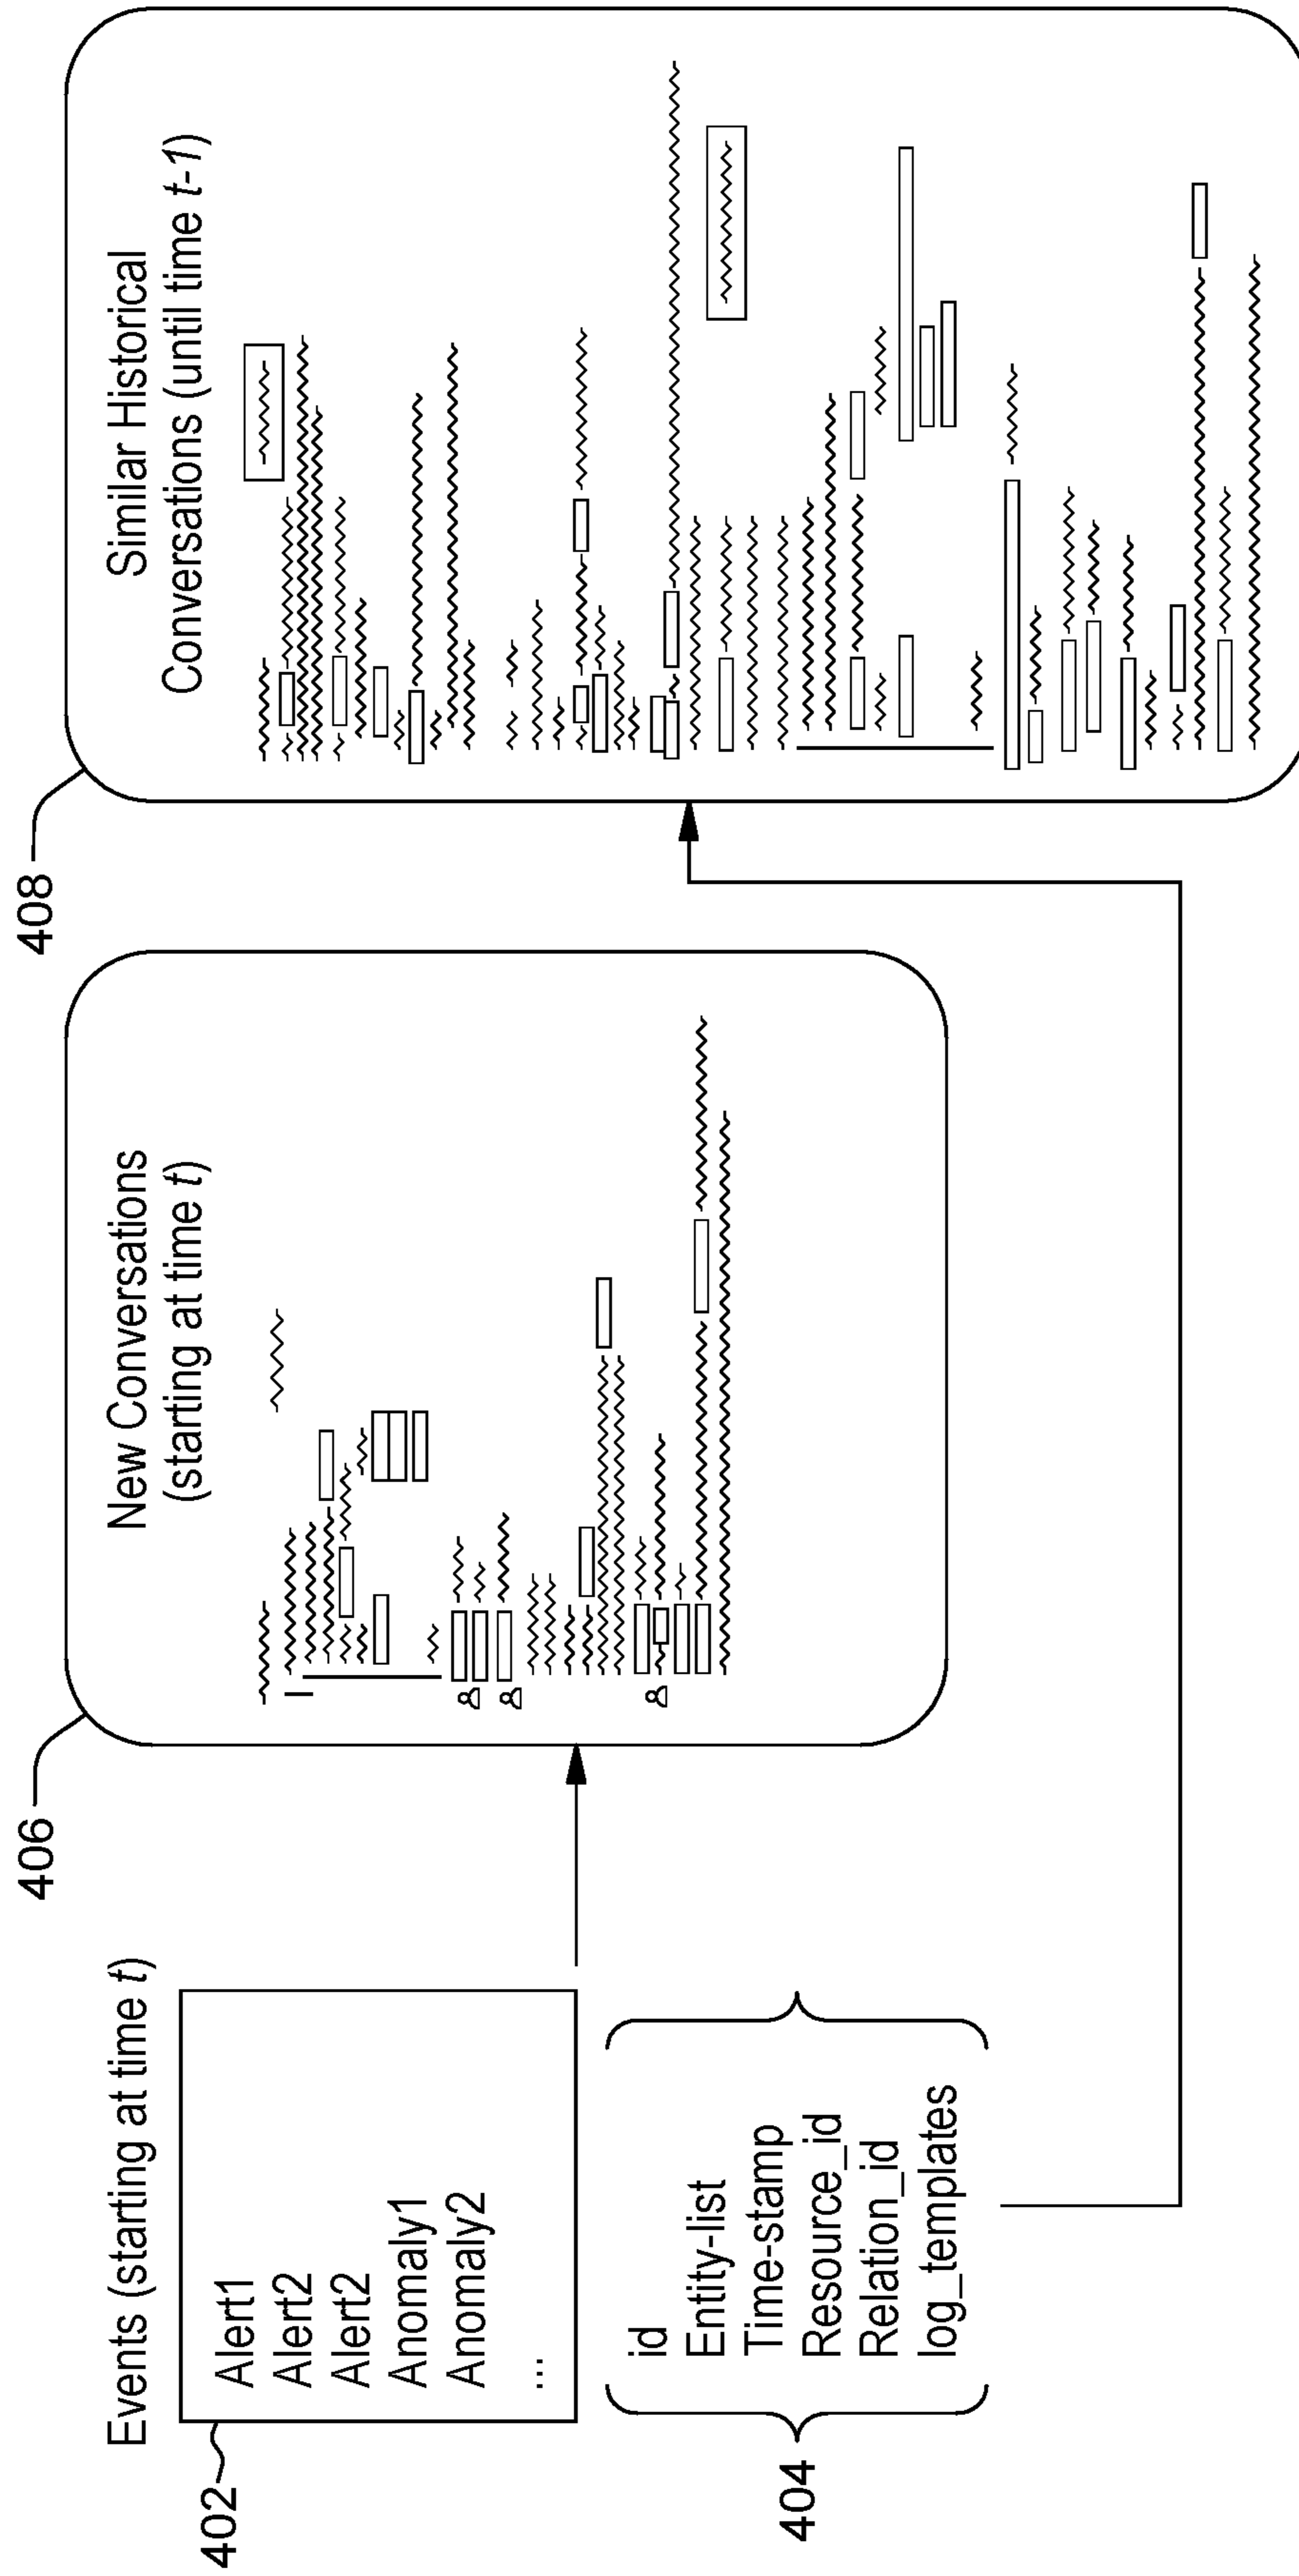 Events (starting at time t)
402
Alert1
Alert2
Alert2
Anomaly1
Anomaly2
...
404
id
Entity-list
Time-stamp
Resource_id
Relation_id
log_templates
406
New Conversations
(starting at time t)
408
Similar Historical
Conversations (until time t-1)